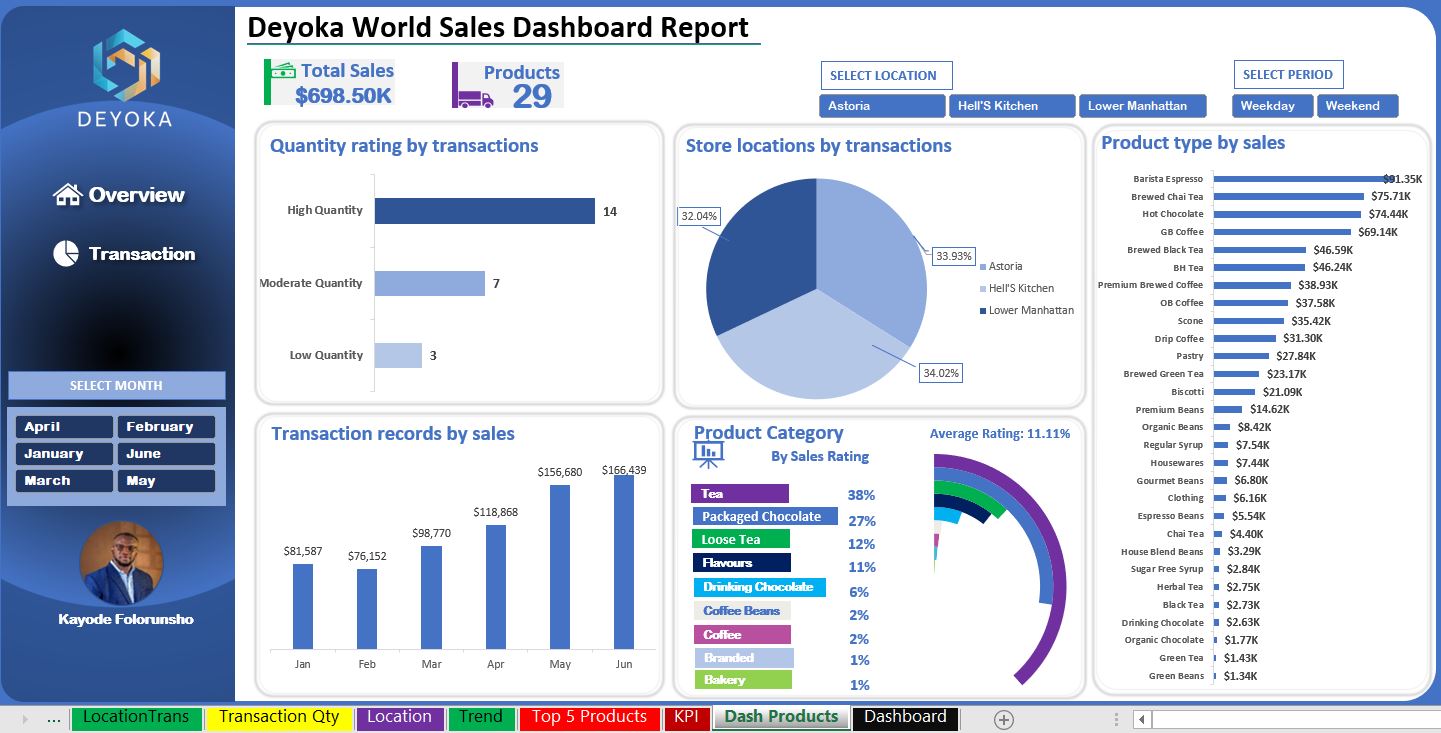 Deyoka World Sales Dashboard Report
DEYOKA
Overview
Transaction
SELECT MONTH
April
February
January
June
March
May
Kayode Folorunsho
Total Sales
$698.50K
Products
29
SELECT LOCATION
Astoria
Hell'S Kitchen
Lower Manhattan
SELECT PERIOD
Weekday
Weekend
Quantity rating by transactions
High Quantity
14
Moderate Quantity
7
Low Quantity
3
Store locations by transactions
32.04%
33.93%
34.02%
Astoria
Hell'S Kitchen
Lower Manhattan
Transaction records by sales
$81,587
$76,152
$98,770
$118,868
$156,680
$166,439
Jan
Feb
Mar
Apr
May
Jun
Product Category
By Sales Rating
Average Rating: 11.11%
Tea 38%
Packaged Chocolate 27%
Loose Tea 12%
Flavours 11%
Drinking Chocolate 6%
Coffee Beans 2%
Coffee 2%
Branded 1%
Bakery 1%
Product type by sales
Barista Espresso $91.35K
Brewed Chai Tea $75.71K
Hot Chocolate $74.44K
GB Coffee $69.14K
Brewed Black Tea $46.59K
BH Tea $46.24K
Premium Brewed Coffee $38.93K
OB Coffee $37.58K
Scone $35.42K
Drip Coffee $31.30K
Pastry $27.84K
Brewed Green Tea $23.17K
Biscotti $21.09K
Premium Beans $14.62K
Organic Beans $8.42K
Regular Syrup $7.54K
Housewares $7.44K
Gourmet Beans $6.80K
Clothing $6.16K
Espresso Beans $5.54K
Chai Tea $4.40K
House Blend Beans $3.29K
Sugar Free Syrup $2.84K
Herbal Tea $2.75K
Black Tea $2.73K
Drinking Chocolate $2.63K
Organic Chocolate $1.77K
Green Tea $1.43K
Green Beans $1.34K
... LocationTrans Transaction Qty Location Trend Top 5 Products KPI Dash Products Dashboard